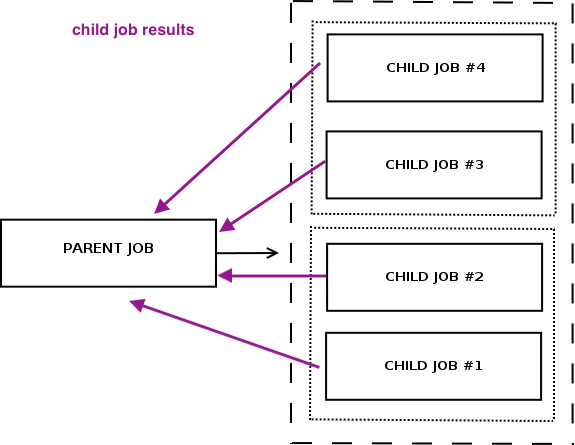 child job results
CHILD JOB #4
CHILD JOB #3
PARENT JOB
CHILD JOB #2
CHILD JOB #1